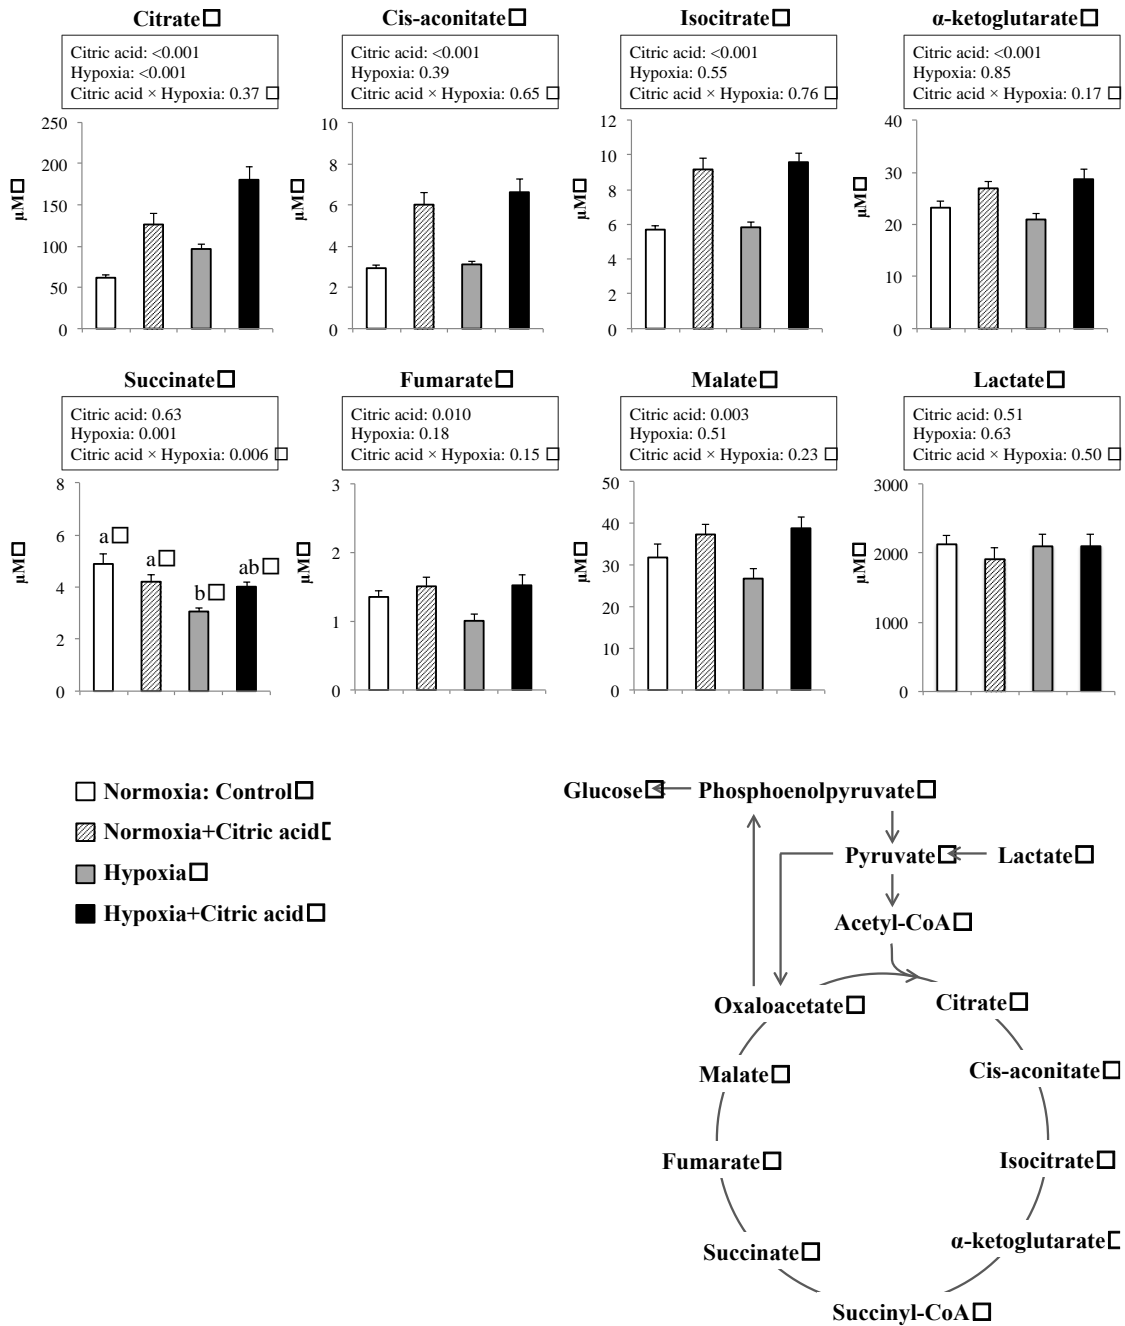 Citrate
Citric acid: <0.001
Hypoxia: <0.001
Citric acid × Hypoxia: 0.37
250
200
150
100
50
0
µM
Cis-aconitate
Citric acid: <0.001
Hypoxia: 0.39
Citric acid × Hypoxia: 0.65
10
8
6
4
2
0
µM
Isocitrate
Citric acid: <0.001
Hypoxia: 0.55
Citric acid × Hypoxia: 0.76
12
10
8
6
4
2
0
µM
α-ketoglutarate
Citric acid: <0.001
Hypoxia: 0.85
Citric acid × Hypoxia: 0.17
40
30
20
10
0
µM
Succinate
Citric acid: 0.63
Hypoxia: 0.001
Citric acid × Hypoxia: 0.006
8
6
4
2
0
µM
a
a
b
ab
Fumarate
Citric acid: 0.010
Hypoxia: 0.18
Citric acid × Hypoxia: 0.15
3
2
1
0
µM
Malate
Citric acid: 0.003
Hypoxia: 0.51
Citric acid × Hypoxia: 0.23
50
40
30
20
10
0
µM
Lactate
Citric acid: 0.51
Hypoxia: 0.63
Citric acid × Hypoxia: 0.50
3000
2000
1000
0
µM
Normoxia: Control
Normoxia+Citric acid
Hypoxia
Hypoxia+Citric acid
Glucose
Phosphoenolpyruvate
Pyruvate
Lactate
Acetyl-CoA
Oxaloacetate
Citrate
Malate
Cis-aconitate
Fumarate
Isocitrate
Succinate
α-ketoglutarate
Succinyl-CoA